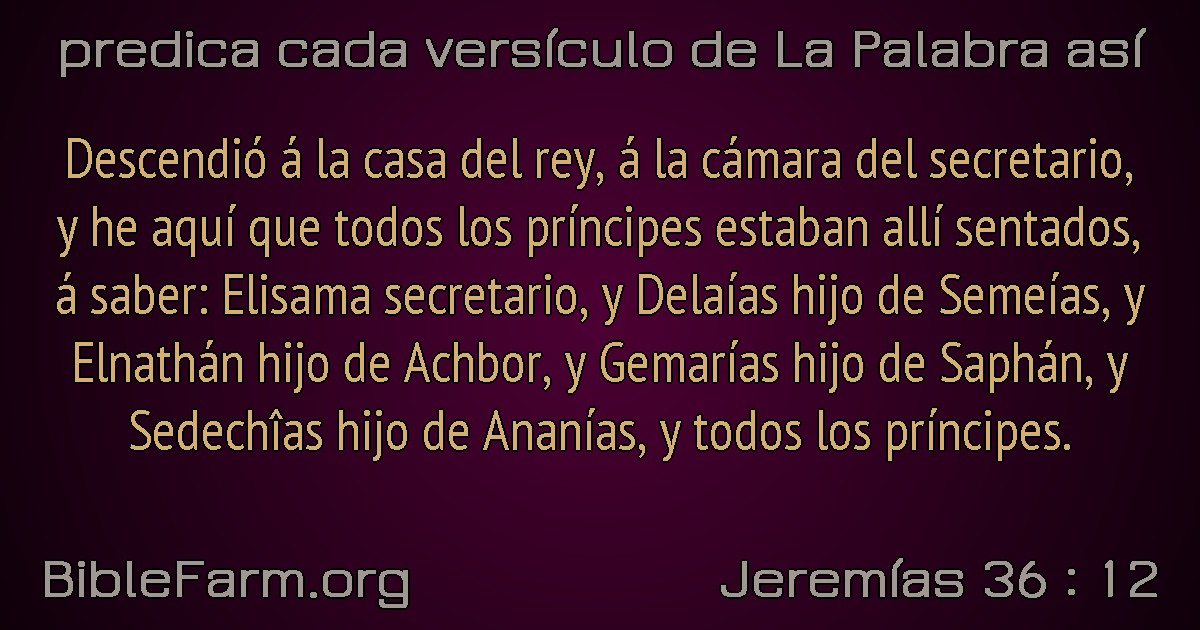 predica cada versículo de La Palabra así
Descendió á la casa del rey, á la cámara del secretario,
y he aquí que todos los príncipes estaban allí sentados,
á saber: Elisama secretario, y Delaías hijo de Semeías, y
Elnathán hijo de Achbor, y Gemarías hijo de Saphán, y
Sedechîas hijo de Ananías, y todos los príncipes.
BibleFarm.org
Jeremías 36 : 12